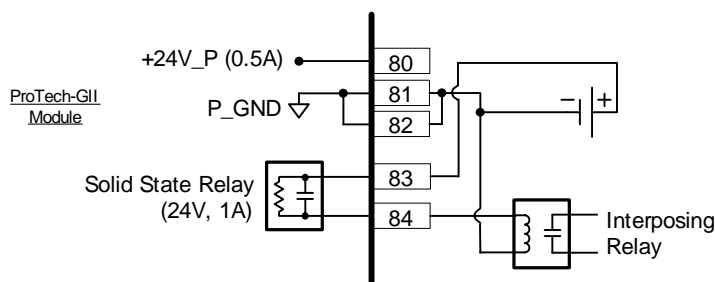 +24V_P (0.5A)
80
ProTech-GII
Module
P_GND
81
82
− +
Solid State Relay
(24V, 1A)
83
84
Interposing
Relay